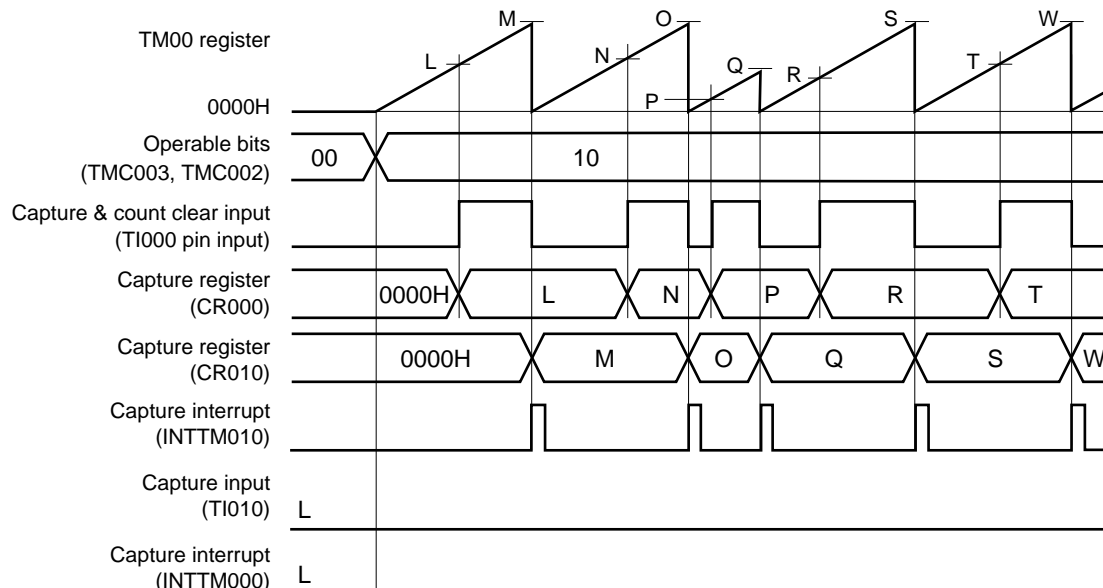 M O S W
L N Q R T
P
TM00 register
0000H
Operable bits
(TMC003, TMC002)
00 10
Capture & count clear input
(TI000 pin input)
Capture register
(CR000)
0000H L N P R T
Capture register
(CR010)
0000H M O Q S W
Capture interrupt
(INTTM010)
Capture input
(TI010)
L
Capture interrupt
(INTTM000)
L